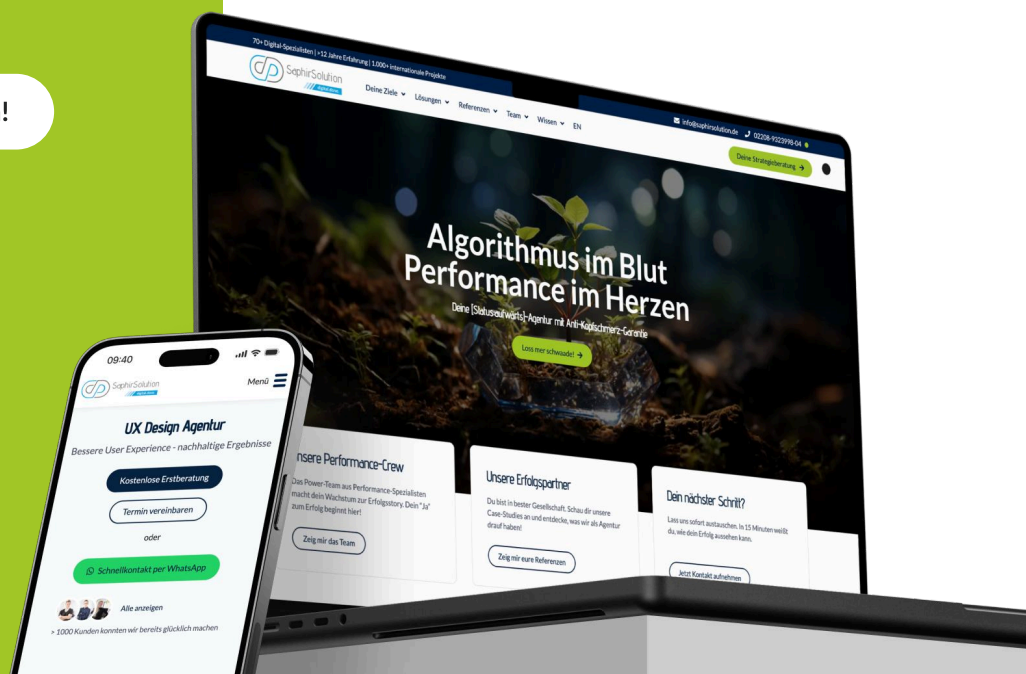 !
70+ Digital-Spezialisten | >12 Jahre Erfahrung | 1.000+ internationale Projekte
info@saphirsolution.de 02208-9323998-04
SaphirSolution
digital above
Deine Ziele Lösungen Referenzen Team Wissen EN
Deine Strategieberatung →
Algorithmus im Blut
Performance im Herzen
Deine [Status:aufwärts]-Agentur mit Anti-Kopfschmerz-Garantie
Loss mer schwaade! →
nsere Performance-Crew
Das Power-Team aus Performance-Spezialisten
macht dein Wachstum zur Erfolgsstory. Dein "Ja"
zum Erfolg beginnt hier!
Zeig mir das Team
Unsere Erfolgspartner
Du bist in bester Gesellschaft. Schau dir unsere
Case-Studies an und entdecke, was wir als Agentur
drauf haben!
Zeig mir eure Referenzen
Dein nächster Schritt?
Lass uns sofort austauschen. In 15 Minuten weißt
du, wie dein Erfolg aussehen kann.
Jetzt Kontakt aufnehmen
09:40
SaphirSolution
Menü
UX Design Agentur
Bessere User Experience - nachhaltige Ergebnisse
Kostenlose Erstberatung
Termin vereinbaren
oder
Schnellkontakt per WhatsApp
Alle anzeigen
> 1000 Kunden konnten wir bereits glücklich machen